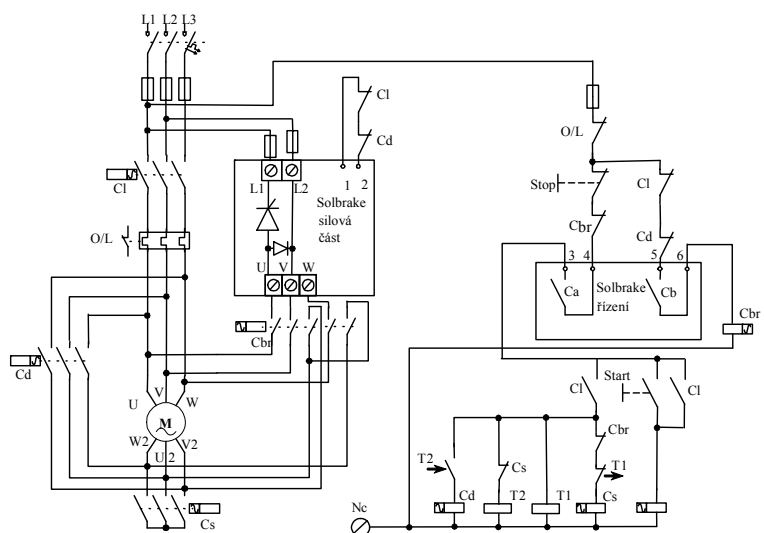 L1 L2 L3
Cl
Cd
O/L
Cl
L1 L2
1 2
Solbrake
silová
část
Stop
Cl
O/L
Cbr
Cd
U V W
3 4 5 6
Ca
Cb
Solbrake
řízení
Cbr
Cbr
Cd
U V W
M
W2 U2 V2
Cl
Start
Cl
Cbr
T2
Cs
T1
Cd
T2
T1
Cs
Cs
Nc